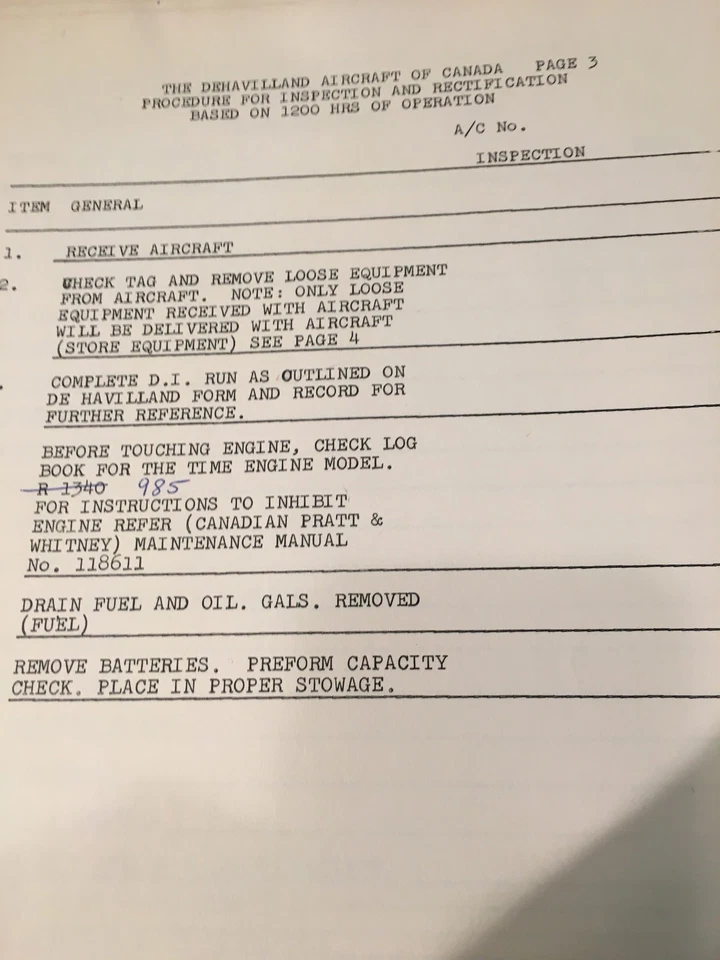 THE DEHAVILLAND AIRCRAFT OF CANADA PAGE 3
PROCEDURE FOR INSPECTION AND RECTIFICATION
BASED ON 1200 HRS OF OPERATION
A/C No.
INSPECTION
ITEM GENERAL
1. RECEIVE AIRCRAFT
2. CHECK TAG AND REMOVE LOOSE EQUIPMENT
FROM AIRCRAFT. NOTE: ONLY LOOSE
EQUIPMENT RECEIVED WITH AIRCRAFT
WILL BE DELIVERED WITH AIRCRAFT
(STORE EQUIPMENT) SEE PAGE 4
COMPLETE D.I. RUN AS OUTLINED ON
DE HAVILLAND FORM AND RECORD FOR
FURTHER REFERENCE.
BEFORE TOUCHING ENGINE, CHECK LOG
BOOK FOR THE TIME ENGINE MODEL.
R-1340 985
FOR INSTRUCTIONS TO INHIBIT
ENGINE REFER (CANADIAN PRATT &
WHITNEY) MAINTENANCE MANUAL
No. 118611
DRAIN FUEL AND OIL. GALS. REMOVED
(FUEL)
REMOVE BATTERIES. PREFORM CAPACITY
CHECK. PLACE IN PROPER STOWAGE.